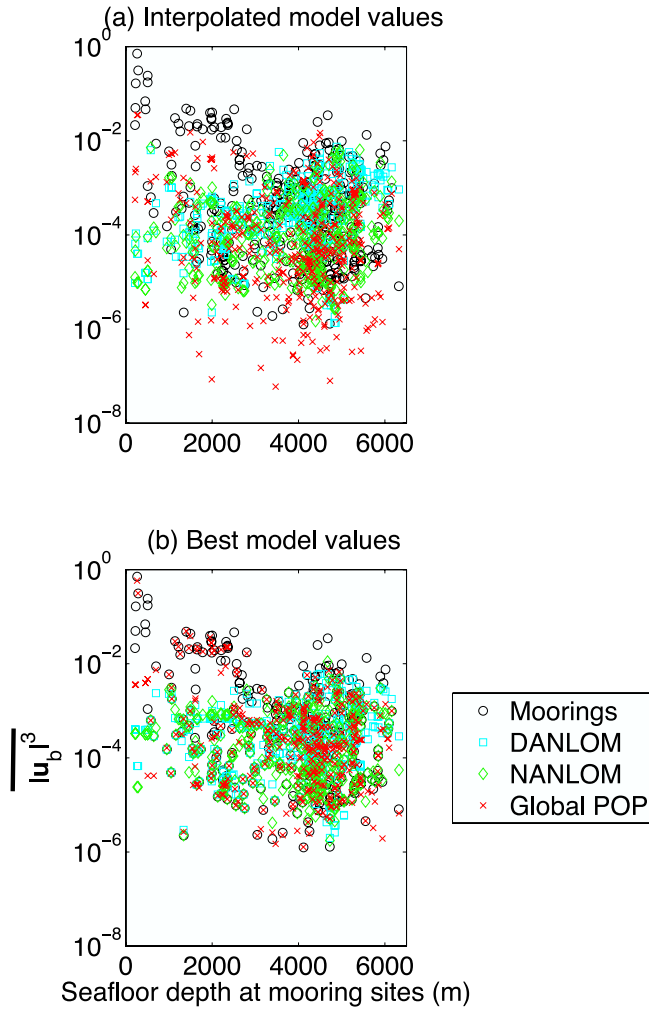 (a) Interpolated model values
10^0
10^-2
10^-4
10^-6
10^-8
0 2000 4000 6000
(b) Best model values
10^0
10^-2
10^-4
10^-6
10^-8
|u_b|^3
0 2000 4000 6000
Seafloor depth at mooring sites (m)
Moorings
DANLOM
NANLOM
Global POP